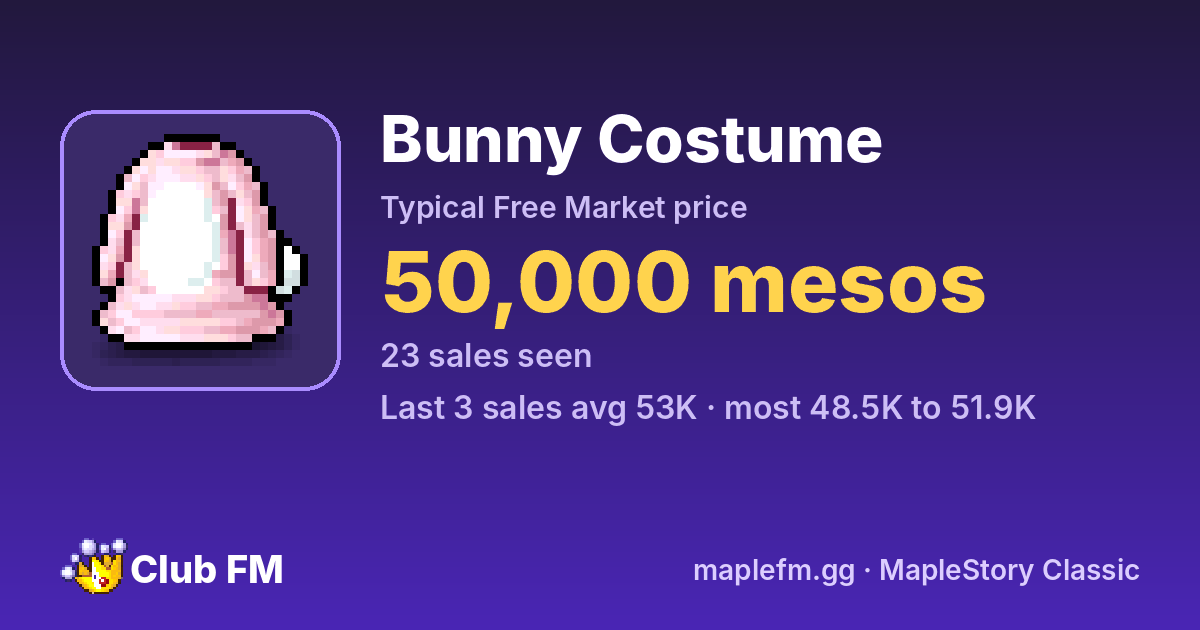 Bunny Costume
Typical Free Market price
50,000 mesos
23 sales seen
Last 3 sales avg 53K · most 48.5K to 51.9K
Club FM
maplefm.gg · MapleStory Classic